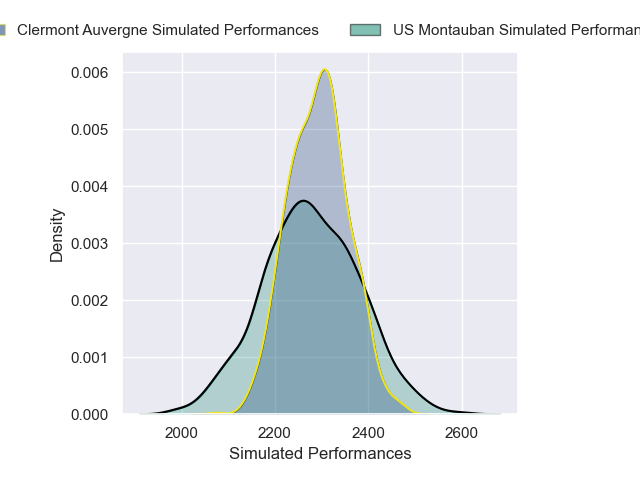 Clermont Auvergne Simulated Performances
US Montauban Simulated
0.006
0.005
0.004
0.003
0.002
0.001
0.000
Density
2000 2200 2400 2600
Simulated Performances